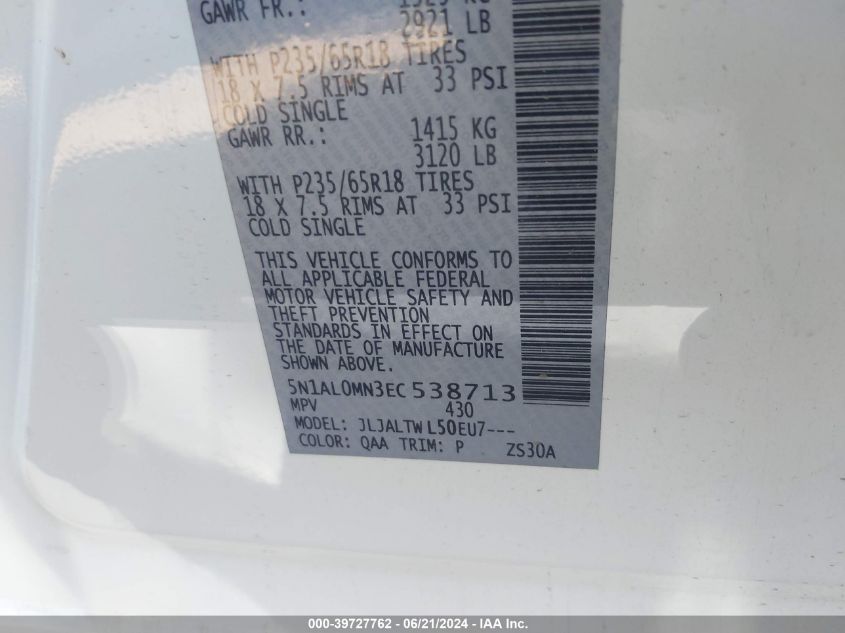 GAWR FR.: 1325 KG
2921 LB
WITH P235/65R18 TIRES
18 X 7.5 RIMS AT 33 PSI
COLD SINGLE
GAWR RR.: 1415 KG
3120 LB
WITH P235/65R18 TIRES
18 X 7.5 RIMS AT 33 PSI
COLD SINGLE
THIS VEHICLE CONFORMS TO
ALL APPLICABLE FEDERAL
MOTOR VEHICLE SAFETY AND
THEFT PREVENTION
STANDARDS IN EFFECT ON
THE DATE OF MANUFACTURE
SHOWN ABOVE.
5N1AL0MN3EC538713
MPV 430
MODEL: JLJALTWL50EU7---
COLOR: QAA TRIM: P ZS30A
000-39727762 - 06/21/2024 - IAA Inc.